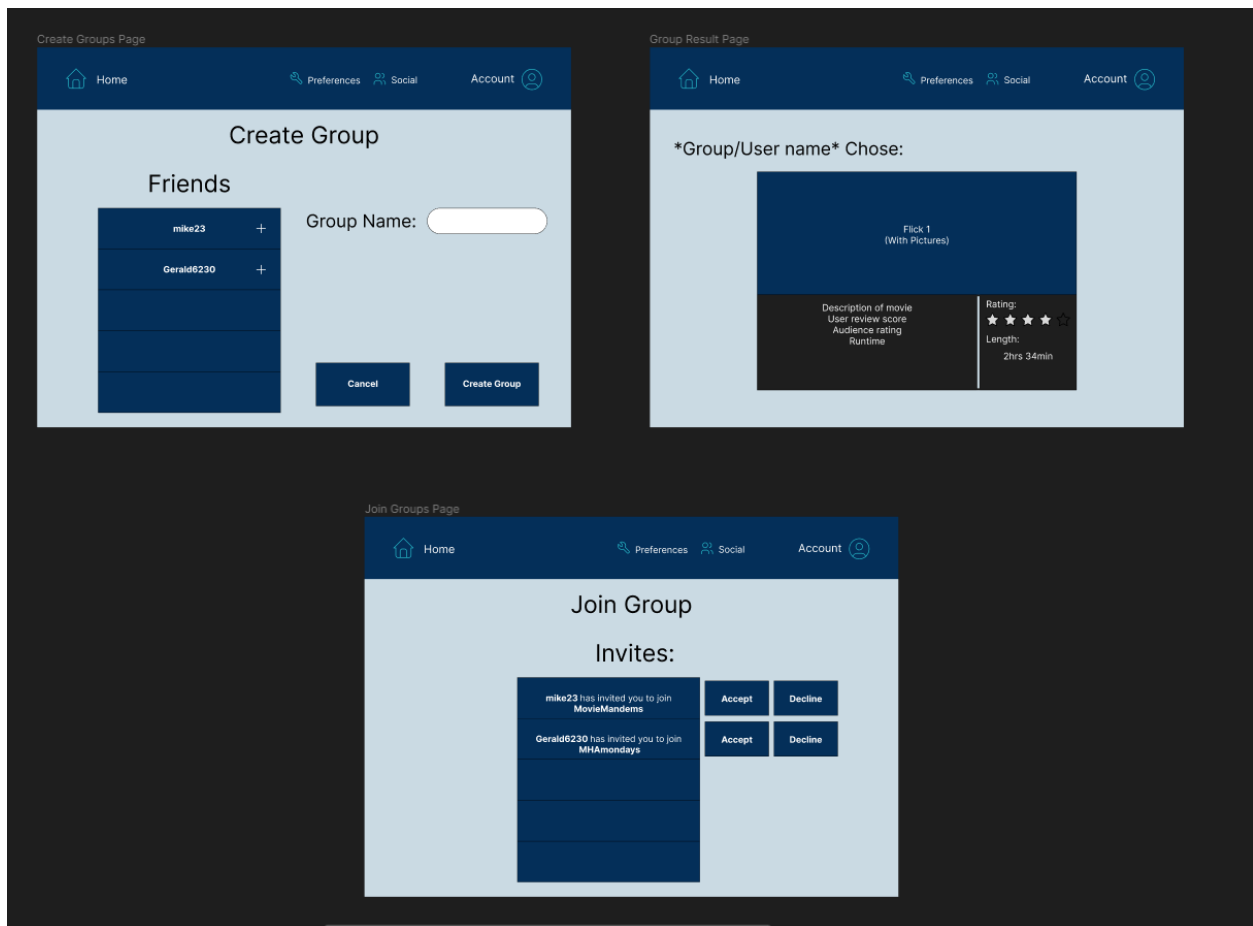 Create Groups Page
Home
Preferences
Social
Account
Create Group
Friends
mike23
Gerald6230
Group Name:
Cancel
Create Group
Group Result Page
Home
Preferences
Social
Account
*Group/User name* Chose:
Flick 1
(With Pictures)
Description of movie
User review score
Audience rating
Runtime
Rating:
Length:
2hrs 34min
Join Groups Page
Home
Preferences
Social
Account
Join Group
Invites:
mike23 has invited you to join
MovieMandems
Accept
Decline
Gerald6230 has invited you to join
MHAmondays
Accept
Decline